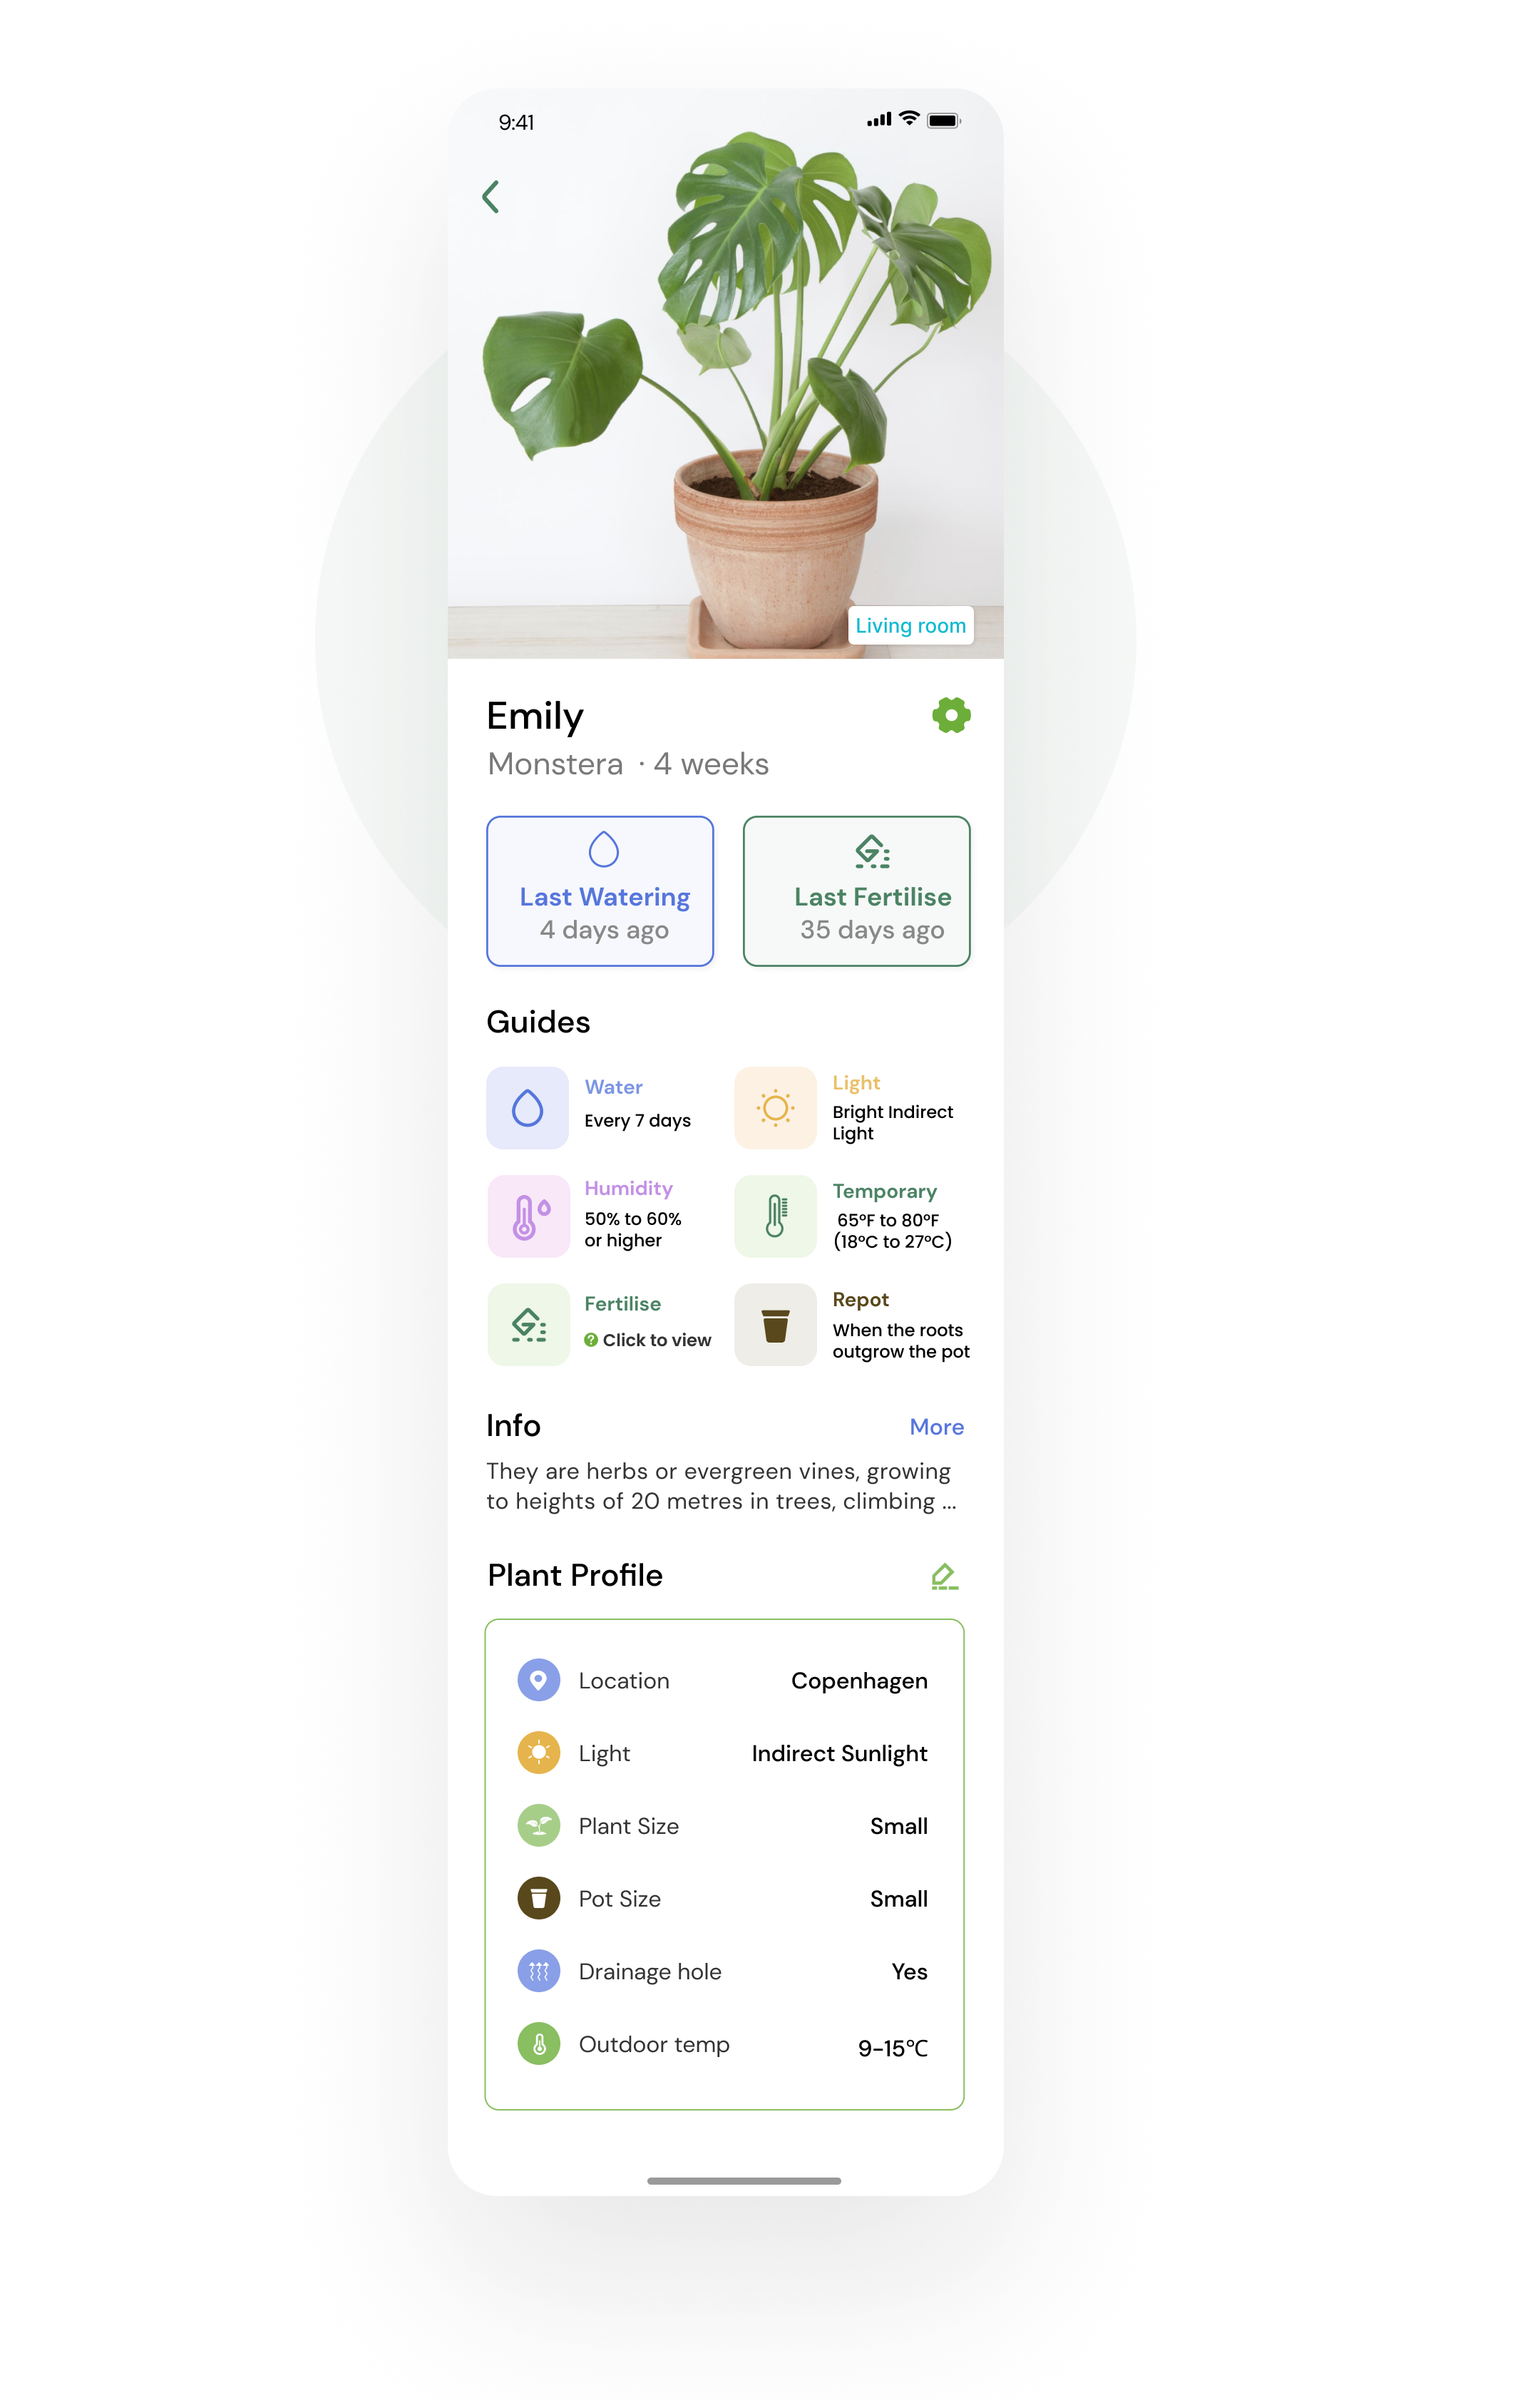 9:41
Living room
Emily
Monstera · 4 weeks
Last Watering
4 days ago
Last Fertilise
35 days ago
Guides
Water
Every 7 days
Light
Bright Indirect
Light
Humidity
50% to 60%
or higher
Temporary
65°F to 80°F
(18°C to 27°C)
Fertilise
? Click to view
Repot
When the roots
outgrow the pot
Info
More
They are herbs or evergreen vines, growing
to heights of 20 metres in trees, climbing ...
Plant Profile
Location
Copenhagen
Light
Indirect Sunlight
Plant Size
Small
Pot Size
Small
Drainage hole
Yes
Outdoor temp
9-15°C